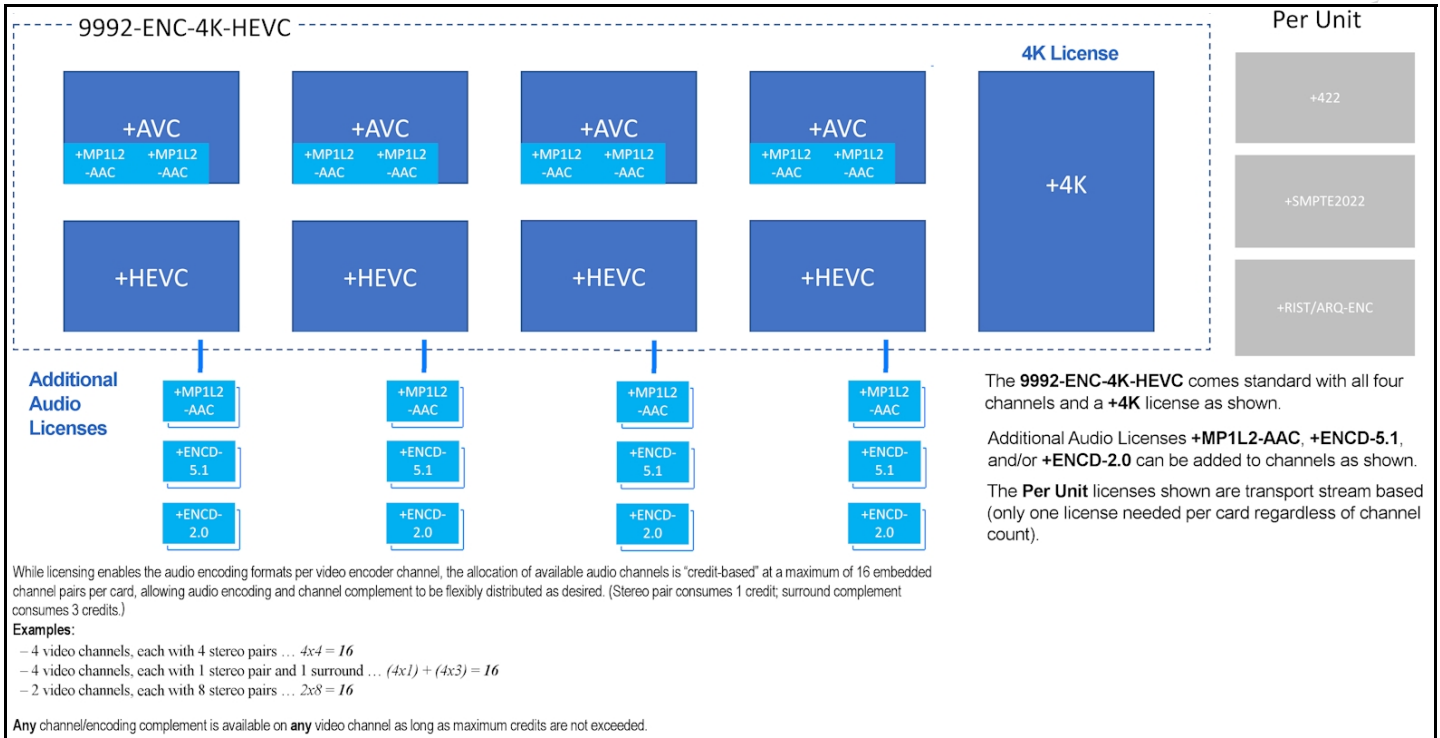 9992-ENC-4K-HEVC
Per Unit
4K License
+AVC
+MP1L2
-AAC
+MP1L2
-AAC
+AVC
+MP1L2
-AAC
+MP1L2
-AAC
+AVC
+MP1L2
-AAC
+MP1L2
-AAC
+AVC
+MP1L2
-AAC
+MP1L2
-AAC
+4K
+422
+SMPTE2022
+RIST/ARQ-ENC
+HEVC
+HEVC
+HEVC
+HEVC
Additional
Audio
Licenses
+MP1L2
-AAC
+ENCD-
5.1
+ENCD-
2.0
+MP1L2
-AAC
+ENCD-
5.1
+ENCD-
2.0
+MP1L2
-AAC
+ENCD-
5.1
+ENCD-
2.0
+MP1L2
-AAC
+ENCD-
5.1
+ENCD-
2.0
The 9992-ENC-4K-HEVC comes standard with all four
channels and a +4K license as shown.
Additional Audio Licenses +MP1L2-AAC, +ENCD-5.1,
and/or +ENCD-2.0 can be added to channels as shown.
The Per Unit licenses shown are transport stream based
(only one license needed per card regardless of channel
count).
While licensing enables the audio encoding formats per video encoder channel, the allocation of available audio channels is “credit-based” at a maximum of 16 embedded
channel pairs per card, allowing audio encoding and channel complement to be flexibly distributed as desired. (Stereo pair consumes 1 credit; surround complement
consumes 3 credits.)
Examples:
– 4 video channels, each with 4 stereo pairs … 4x4 = 16
– 4 video channels, each with 1 stereo pair and 1 surround … (4x1) + (4x3) = 16
– 2 video channels, each with 8 stereo pairs … 2x8 = 16
Any channel/encoding complement is available on any video channel as long as maximum credits are not exceeded.